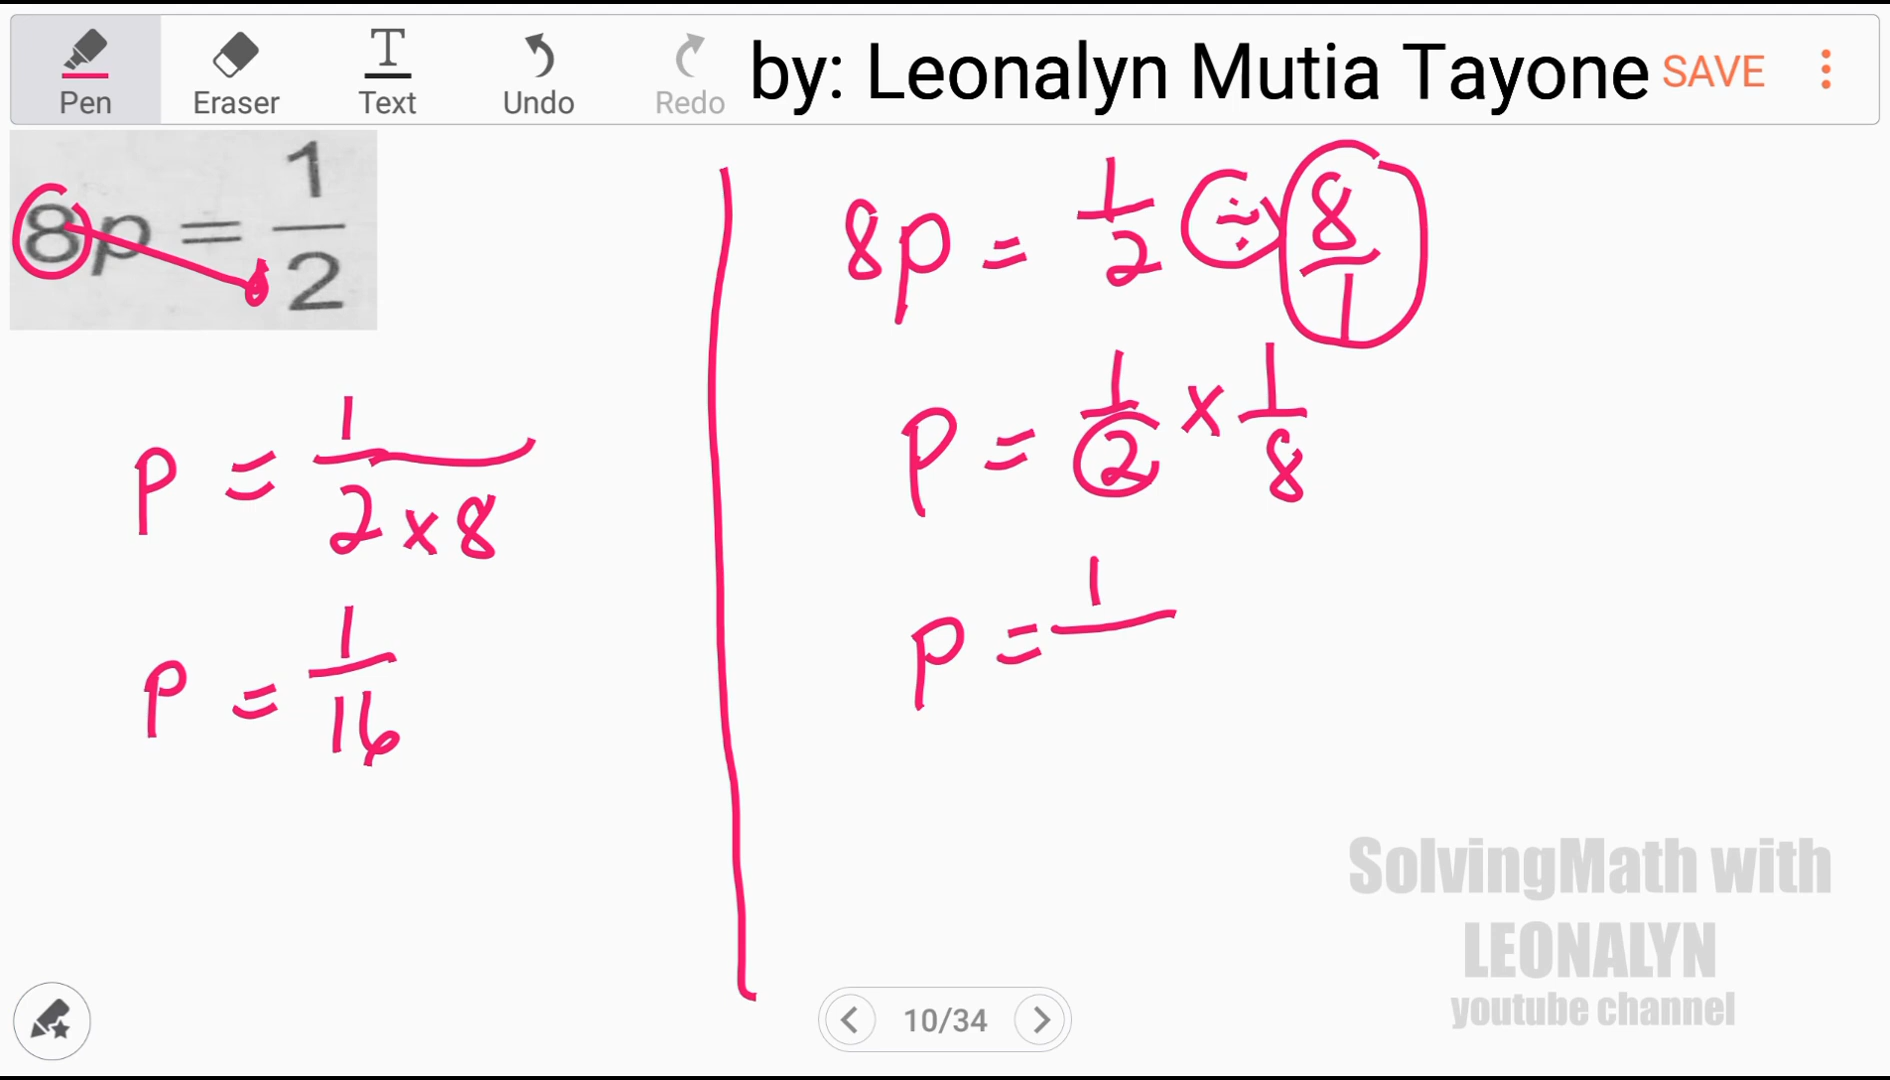 Pen Eraser Text Undo Redo by: Leonalyn Mutia Tayone SAVE
8p = 1/2
8
p = 1/(2 x 8)
p = 1/16
8p = 1/2 ÷ 8/1
p = 1/2 x 1/8
p = 1/
SolvingMath with
LEONALYN
youtube channel
10/34